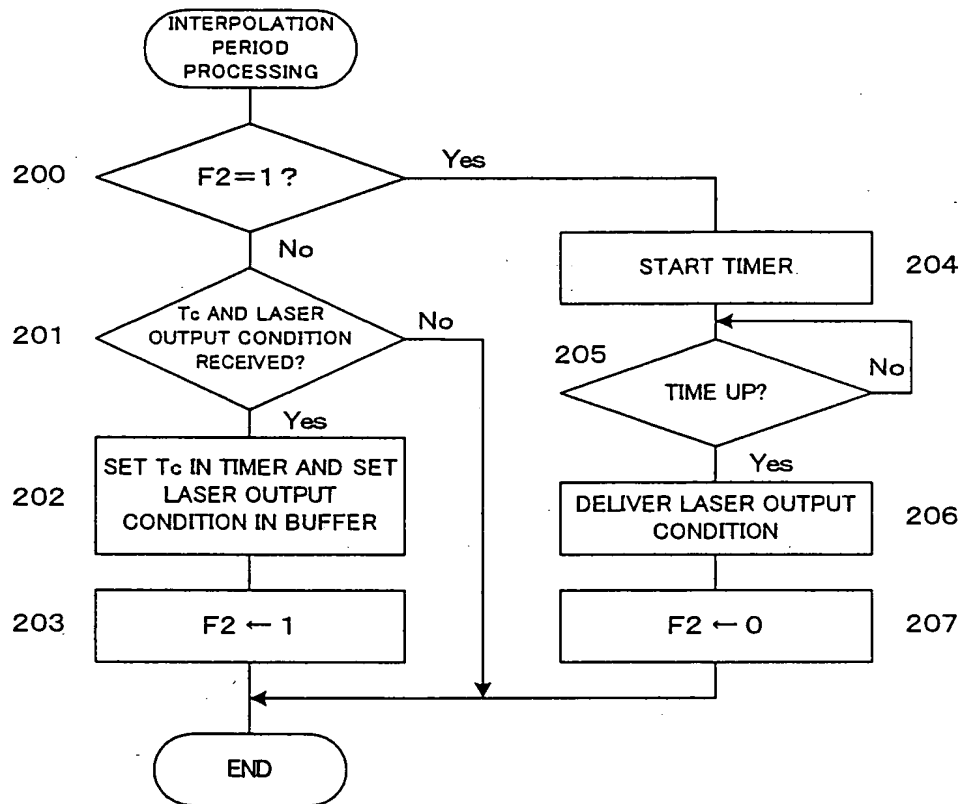 INTERPOLATION
PERIOD
PROCESSING
200
F2=1?
Yes
No
START TIMER
204
201
Tc AND LASER
OUTPUT CONDITION
RECEIVED?
No
205
TIME UP?
No
Yes
Yes
202
SET Tc IN TIMER AND SET
LASER OUTPUT
CONDITION IN BUFFER
DELIVER LASER OUTPUT
CONDITION
206
203
F2 ← 1
F2 ← 0
207
END